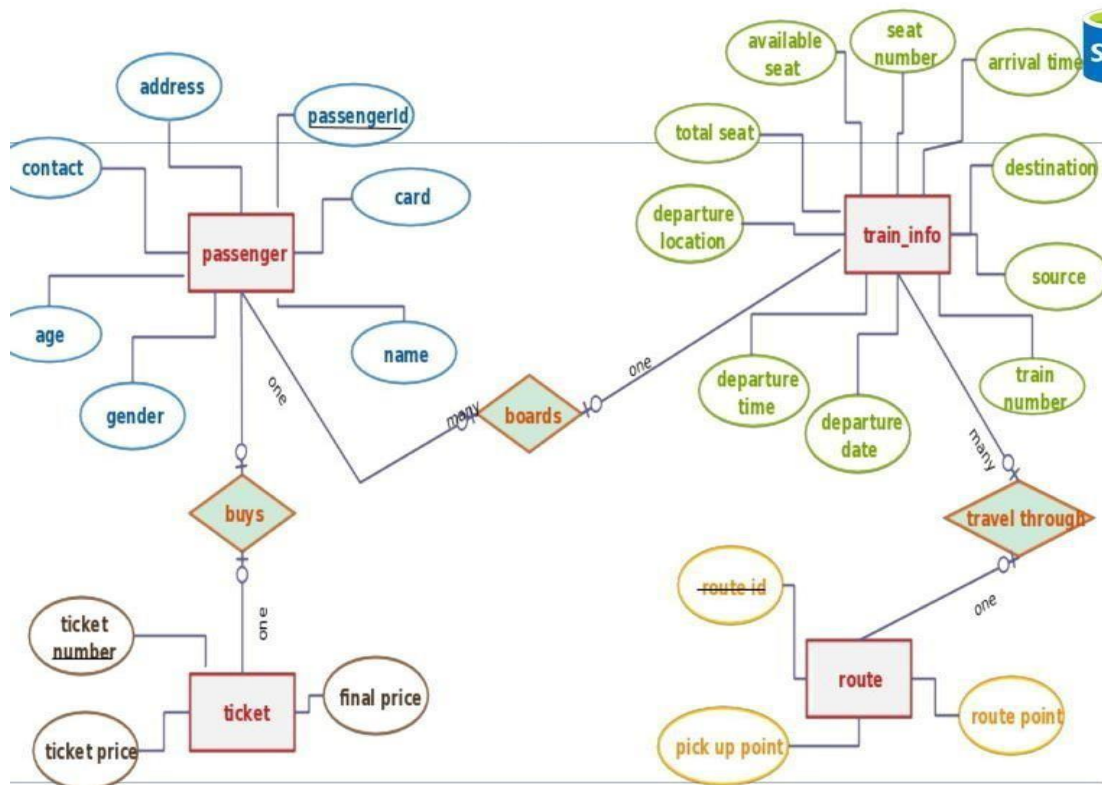 address
passengerId
contact
card
passenger
age
name
gender
one
many
boards
one
buys
one
ticket
number
ticket
final price
ticket price
available
seat
seat
number
arrival time
total seat
destination
departure
location
train_info
source
departure
time
departure
date
train
number
many
travel through
one
route id
route
route point
pick up point
S